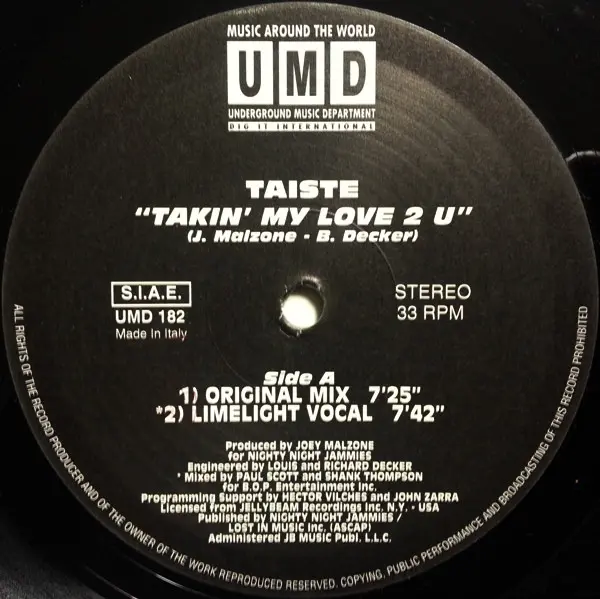 MUSIC AROUND THE WORLD
UMD
UNDERGROUND MUSIC DEPARTMENT
DIG IT INTERNATIONAL
TAISTE
"TAKIN' MY LOVE 2 U"
(J. Malzone - B. Decker)
S.I.A.E.
UMD 182
Made in Italy
STEREO
33 RPM
Side A
1) ORIGINAL MIX 7'25"
*2) LIMELIGHT VOCAL 7'42"
Produced by JOEY MALZONE
for NIGHTY NIGHT JAMMIES
Engineered by LOUIS and RICHARD DECKER
* Mixed by PAUL SCOTT and SHANK THOMPSON
for B.O.P. Entertainment Inc.
Programming Support by HECTOR VILCHES and JOHN ZARRA
Licensed from JELLYBEAM Recordings Inc. N.Y. - USA
Published by NIGHTY NIGHT JAMMIES /
LOST IN MUSIC Inc. (ASCAP)
Administered JB MUSIC Publ. L.L.C.
ALL RIGHTS OF THE RECORD PRODUCER AND OF THE OWNER OF THE WORK REPRODUCED RESERVED. COPYING, PUBLIC PERFORMANCE AND BROADCASTING OF THIS RECORD PROHIBITED